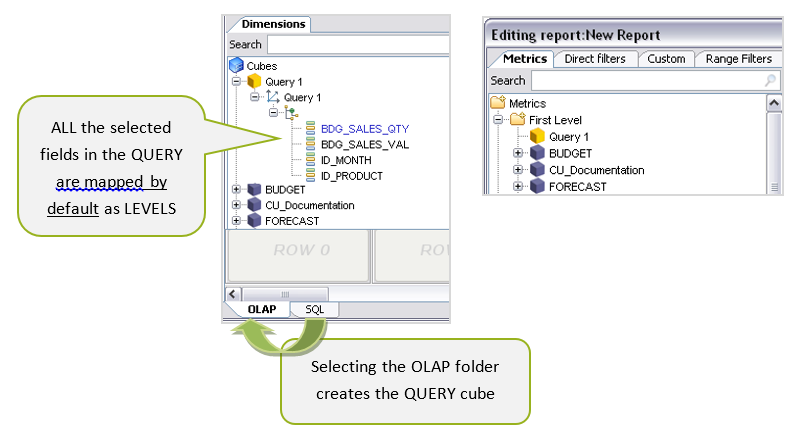 Dimensions
Search
Cubes
Query 1
Query 1
BDG_SALES_QTY
BDG_SALES_VAL
ID_MONTH
ID_PRODUCT
BUDGET
CU_Documentation
FORECAST
ROW 0
ROW
OLAP
SQL
ALL the selected
fields in the QUERY
are mapped by
default as LEVELS
Selecting the OLAP folder
creates the QUERY cube
Editing report:New Report
Metrics
Direct filters
Custom
Range Filters
Search
Metrics
First Level
Query 1
BUDGET
CU_Documentation
FORECAST